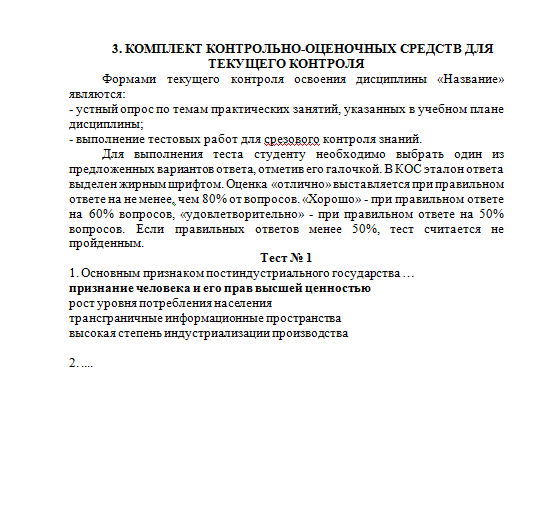 3. КОМПЛЕКТ КОНТРОЛЬНО-ОЦЕНОЧНЫХ СРЕДСТВ ДЛЯ
ТЕКУЩЕГО КОНТРОЛЯ
Формами текущего контроля освоения дисциплины «Название»
являются:
- устный опрос по темам практических занятий, указанных в учебном плане
дисциплины;
- выполнение тестовых работ для срезового контроля знаний.
Для выполнения теста студенту необходимо выбрать один из
предложенных вариантов ответа, отметив его галочкой. В КОС эталон ответа
выделен жирным шрифтом. Оценка «отлично» выставляется при правильном
ответе на не менее, чем 80% от вопросов. «Хорошо» - при правильном ответе
на 60% вопросов, «удовлетворительно» - при правильном ответе на 50%
вопросов. Если правильных ответов менее 50%, тест считается не
пройденным.
Тест № 1
1. Основным признаком постиндустриального государства …
признание человека и его прав высшей ценностью
рост уровня потребления населения
трансграничные информационные пространства
высокая степень индустриализации производства
2. ....